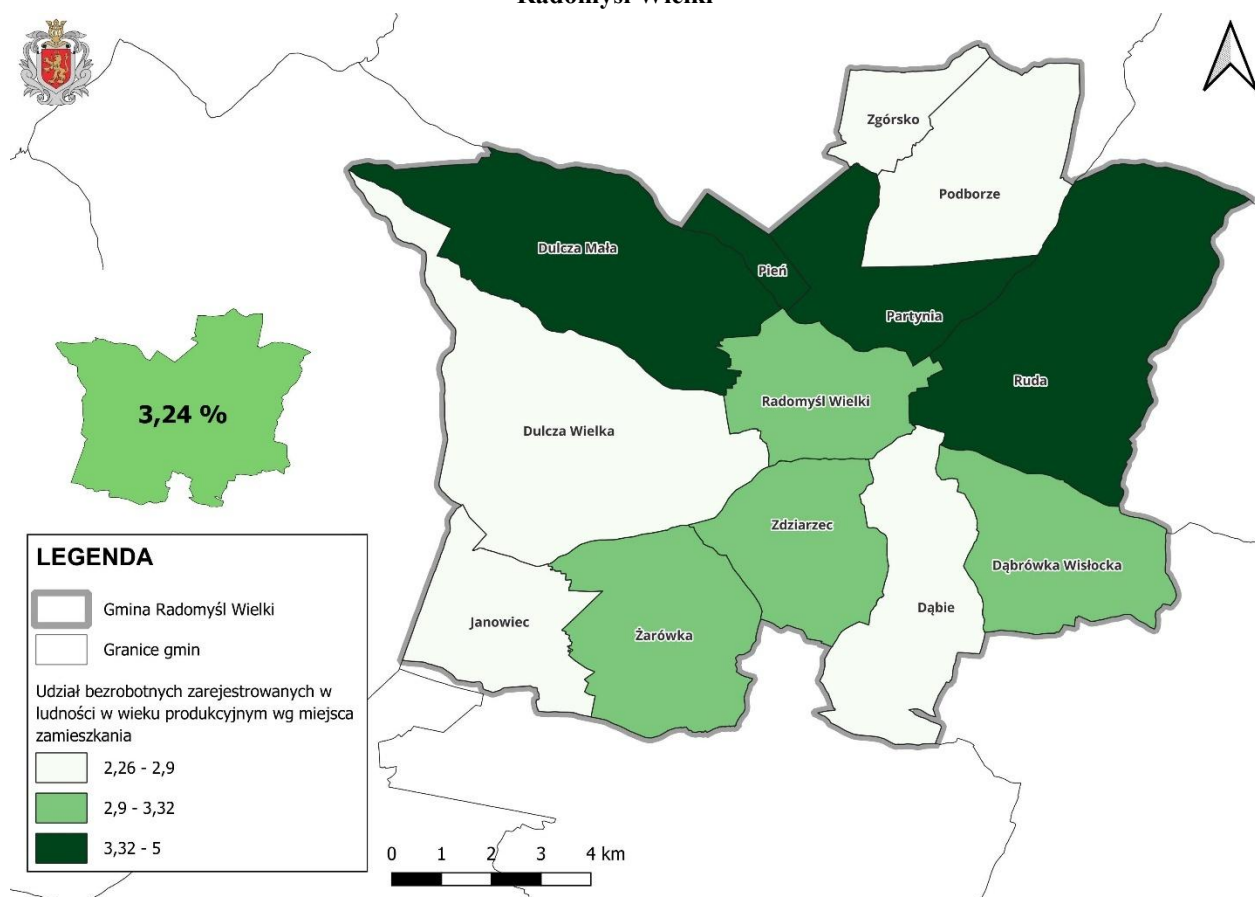 Radomyśl Wielki
Zgórsko
Podborze
Dulcza Mała
Pień
Partynia
Ruda
Radomyśl Wielki
Dulcza Wielka
3,24 %
Zdziarzec
Dąbrówka Wisłocka
Janowiec
Żarówka
Dąbie
LEGENDA
Gmina Radomyśl Wielki
Granice gmin
Udział bezrobotnych zarejestrowanych w
ludności w wieku produkcyjnym wg miejsca
zamieszkania
2,26 - 2,9
2,9 - 3,32
3,32 - 5
0 1 2 3 4 km